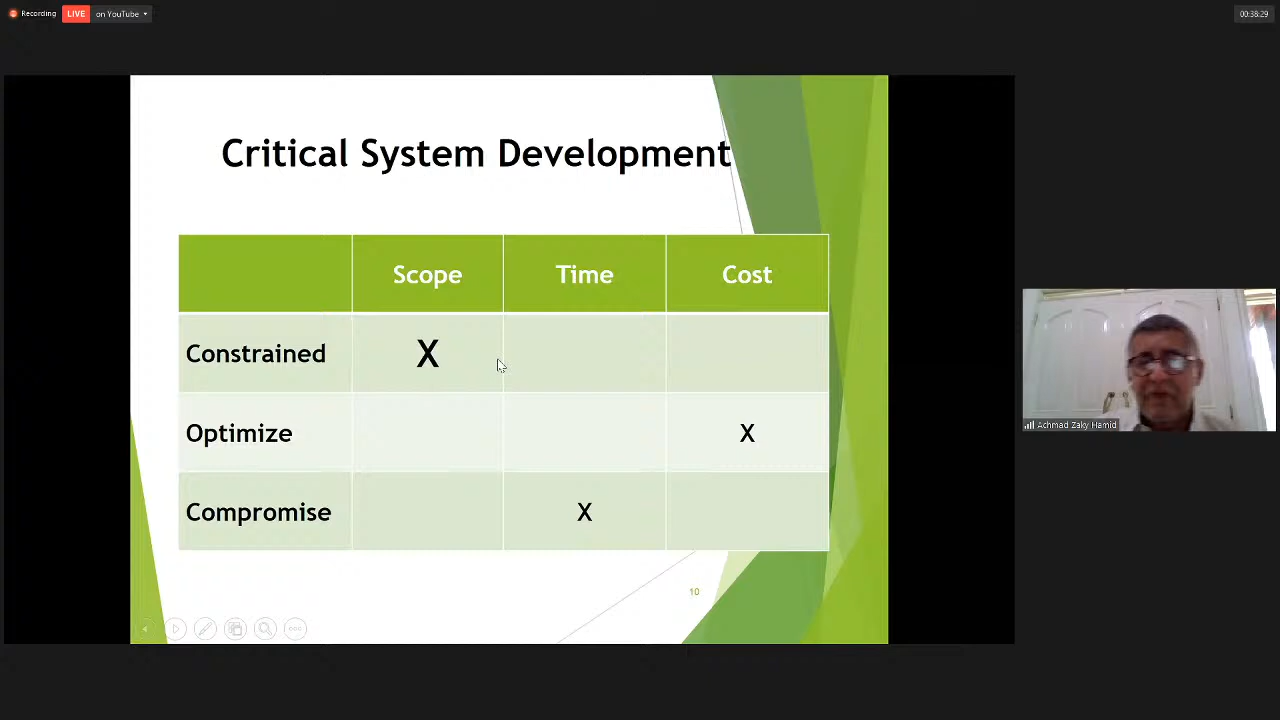 Recording LIVE on YouTube
00:38:29
Critical System Development
Scope Time Cost
Constrained X
Optimize X
Compromise X
10
Achmad Zaky Hamid